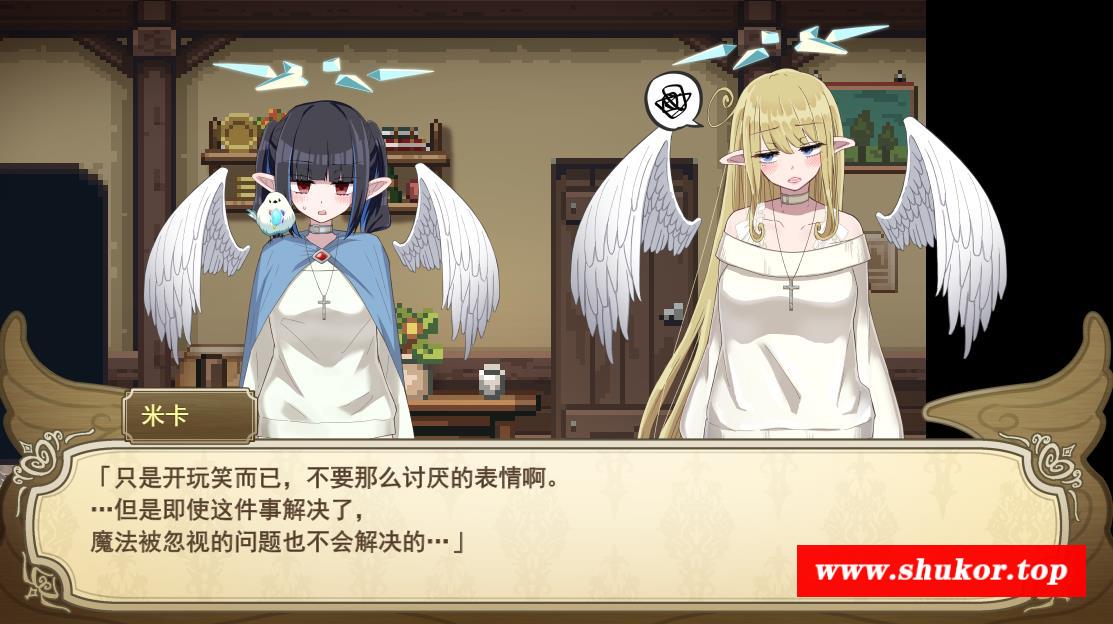 米卡
「只是开玩笑而已，不要那么讨厌的表情啊。
…但是即使这件事解决了，
魔法被忽视的问题也不会解决的…」
www.shukor.top